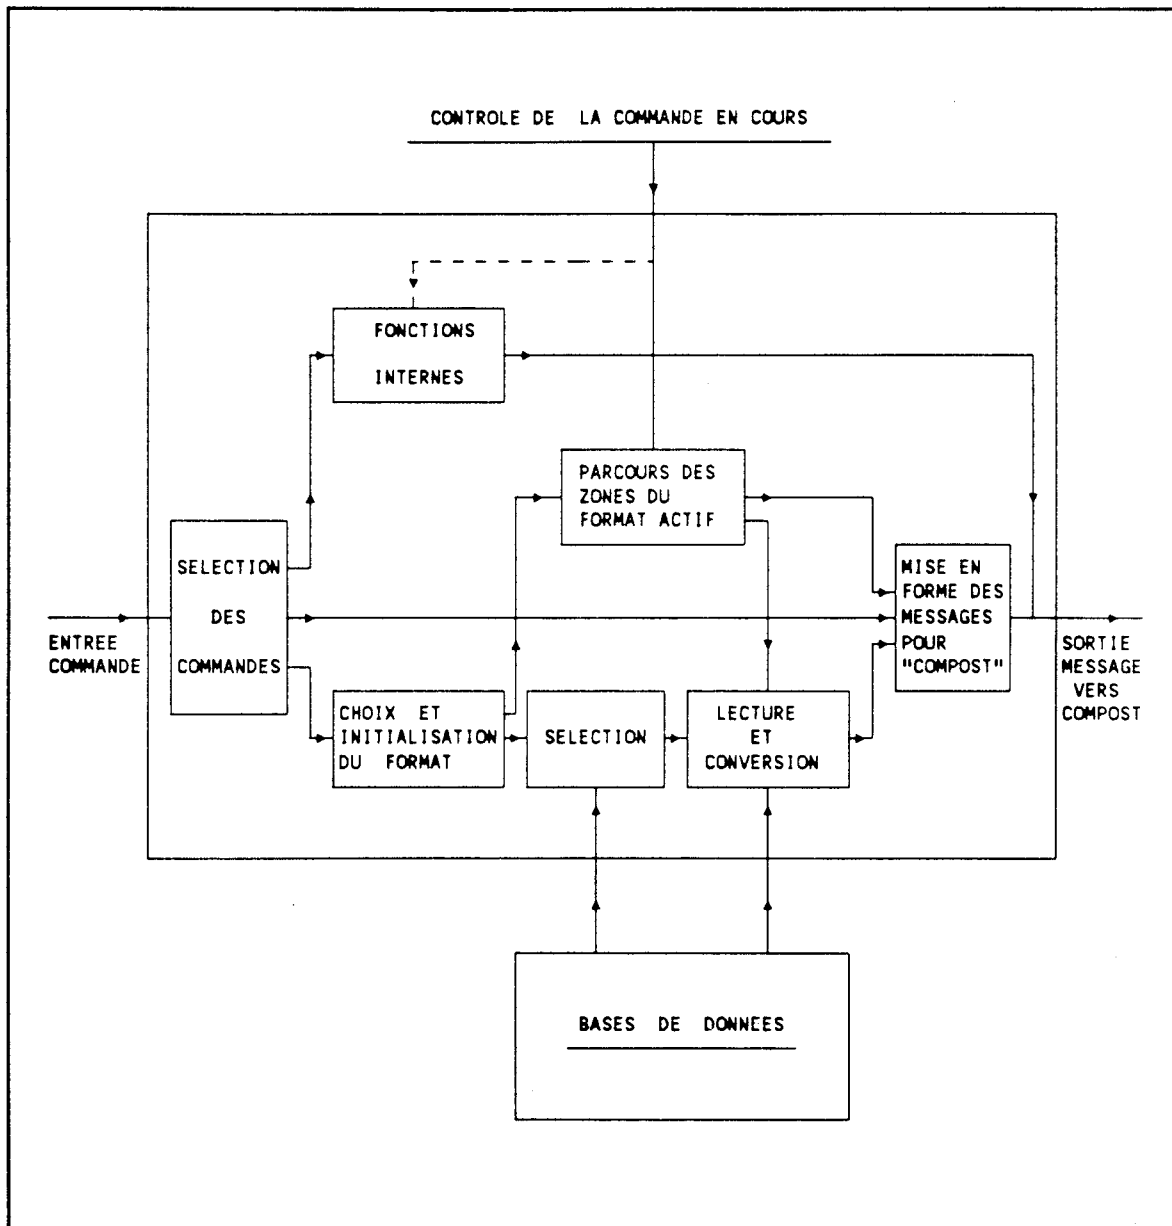 CONTROLE DE LA COMMANDE EN COURS
FONCTIONS
INTERNES
PARCOURS DES
ZONES DU
FORMAT ACTIF
SELECTION
DES
COMMANDES
MISE EN
FORME DES
MESSAGES
POUR
"COMPOST"
ENTREE
COMMANDE
SORTIE
MESSAGE
VERS
COMPOST
CHOIX ET
INITIALISATION
DU FORMAT
SELECTION
LECTURE
ET
CONVERSION
BASES DE DONNEES